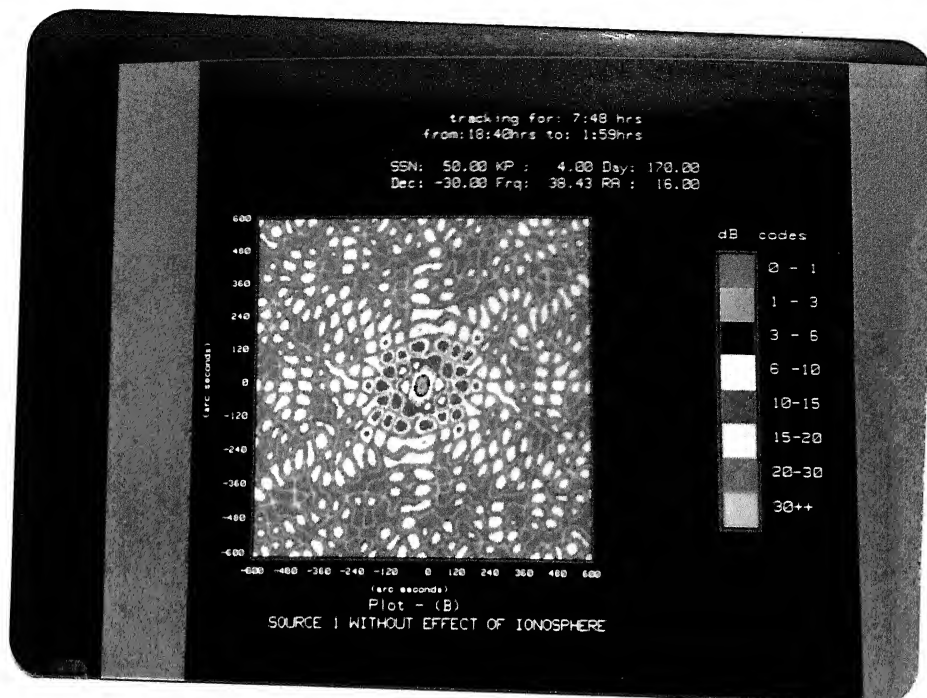 tracking for: 7:48 hrs
from:18:40hrs to: 1:59hrs
SSN: 50.00 KP : 4.00 Day: 170.00
Dec: -30.00 Frq: 38.43 RA : 16.00
dB codes
0 - 1
1 - 3
3 - 6
6 -10
10-15
15-20
20-30
30++
600
480
360
240
120
0
-120
-240
-360
-480
-600
(arc seconds)
-600 -480 -360 -240 -120 0 120 240 360 480 600
(arc seconds)
Plot - (B)
SOURCE 1 WITHOUT EFFECT OF IONOSPHERE